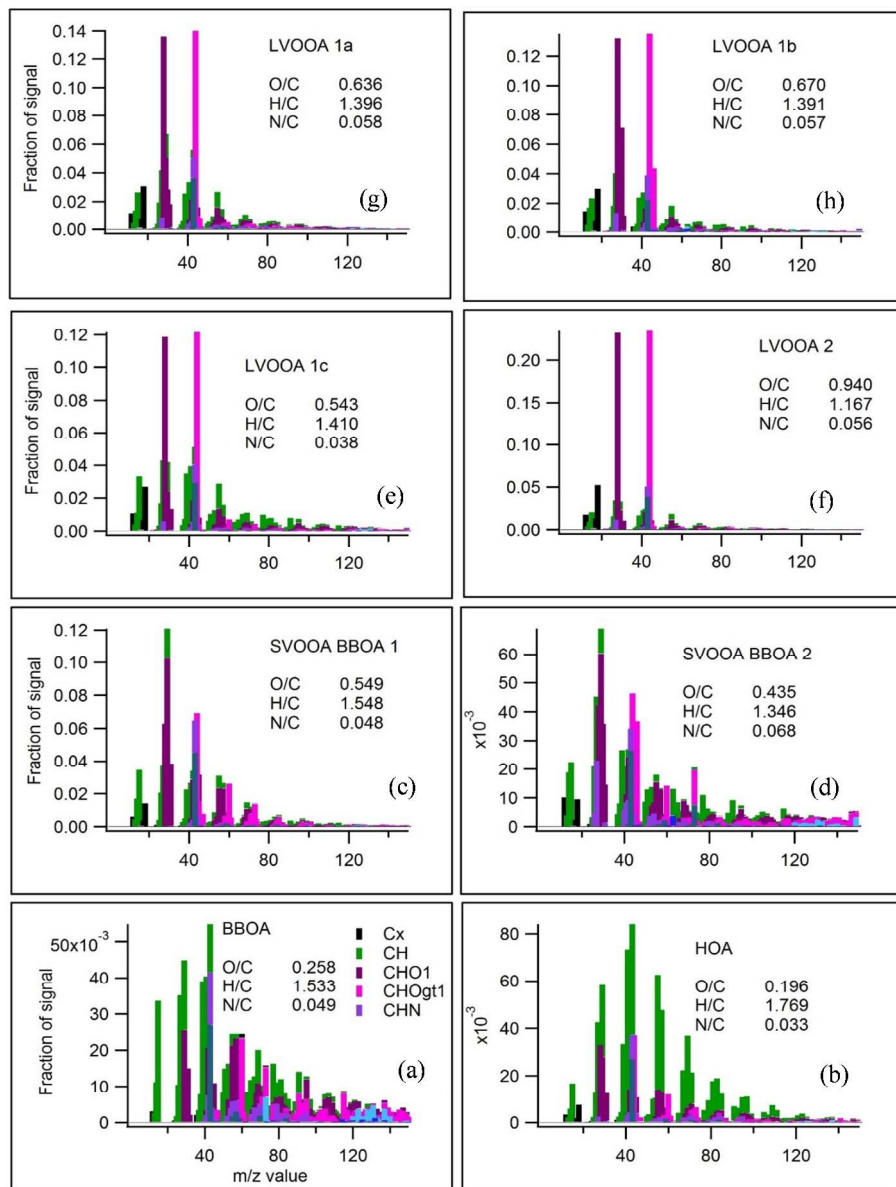 LVOOA 1a
O/C 0.636
H/C 1.396
N/C 0.058
(g)
Fraction of signal
0.14
0.12
0.10
0.08
0.06
0.04
0.02
0.00
40 80 120
LVOOA 1b
O/C 0.670
H/C 1.391
N/C 0.057
(h)
0.12
0.10
0.08
0.06
0.04
0.02
0.00
40 80 120
LVOOA 1c
O/C 0.543
H/C 1.410
N/C 0.038
(e)
Fraction of signal
0.12
0.10
0.08
0.06
0.04
0.02
0.00
40 80 120
LVOOA 2
O/C 0.940
H/C 1.167
N/C 0.056
(f)
0.20
0.15
0.10
0.05
0.00
40 80 120
SVOOA BBOA 1
O/C 0.549
H/C 1.548
N/C 0.048
(c)
Fraction of signal
0.12
0.10
0.08
0.06
0.04
0.02
0.00
40 80 120
SVOOA BBOA 2
O/C 0.435
H/C 1.346
N/C 0.068
(d)
x10-3
60
50
40
30
20
10
0
40 80 120
BBOA
O/C 0.258
H/C 1.533
N/C 0.049
Cx
CH
CHO1
CHOgt1
CHN
(a)
Fraction of signal
50x10-3
40
30
20
10
0
40 80 120
m/z value
HOA
O/C 0.196
H/C 1.769
N/C 0.033
(b)
x10-3
80
60
40
20
0
40 80 120